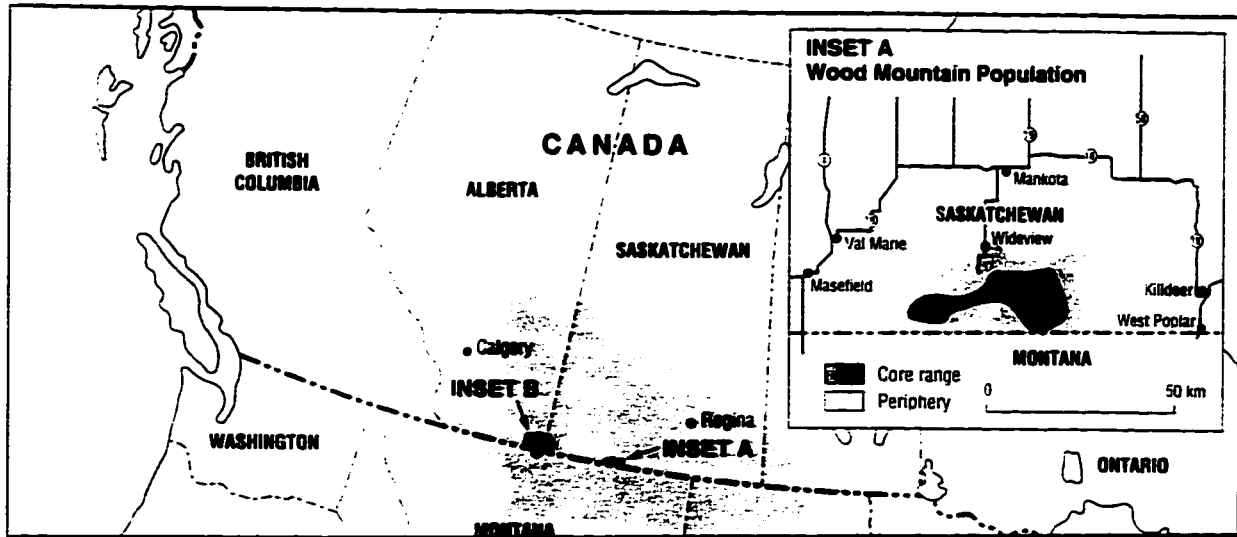 CANADA
BRITISH
COLUMBIA
ALBERTA
SASKATCHEWAN
Calgary
INSET B
Regina
INSET A
WASHINGTON
MONTANA
ONTARIO
INSET A
Wood Mountain Population
Mankota
SASKATCHEWAN
Val Marie
Wideview
Masefield
Killdeer
West Poplar
MONTANA
Core range
Periphery
0
50 km